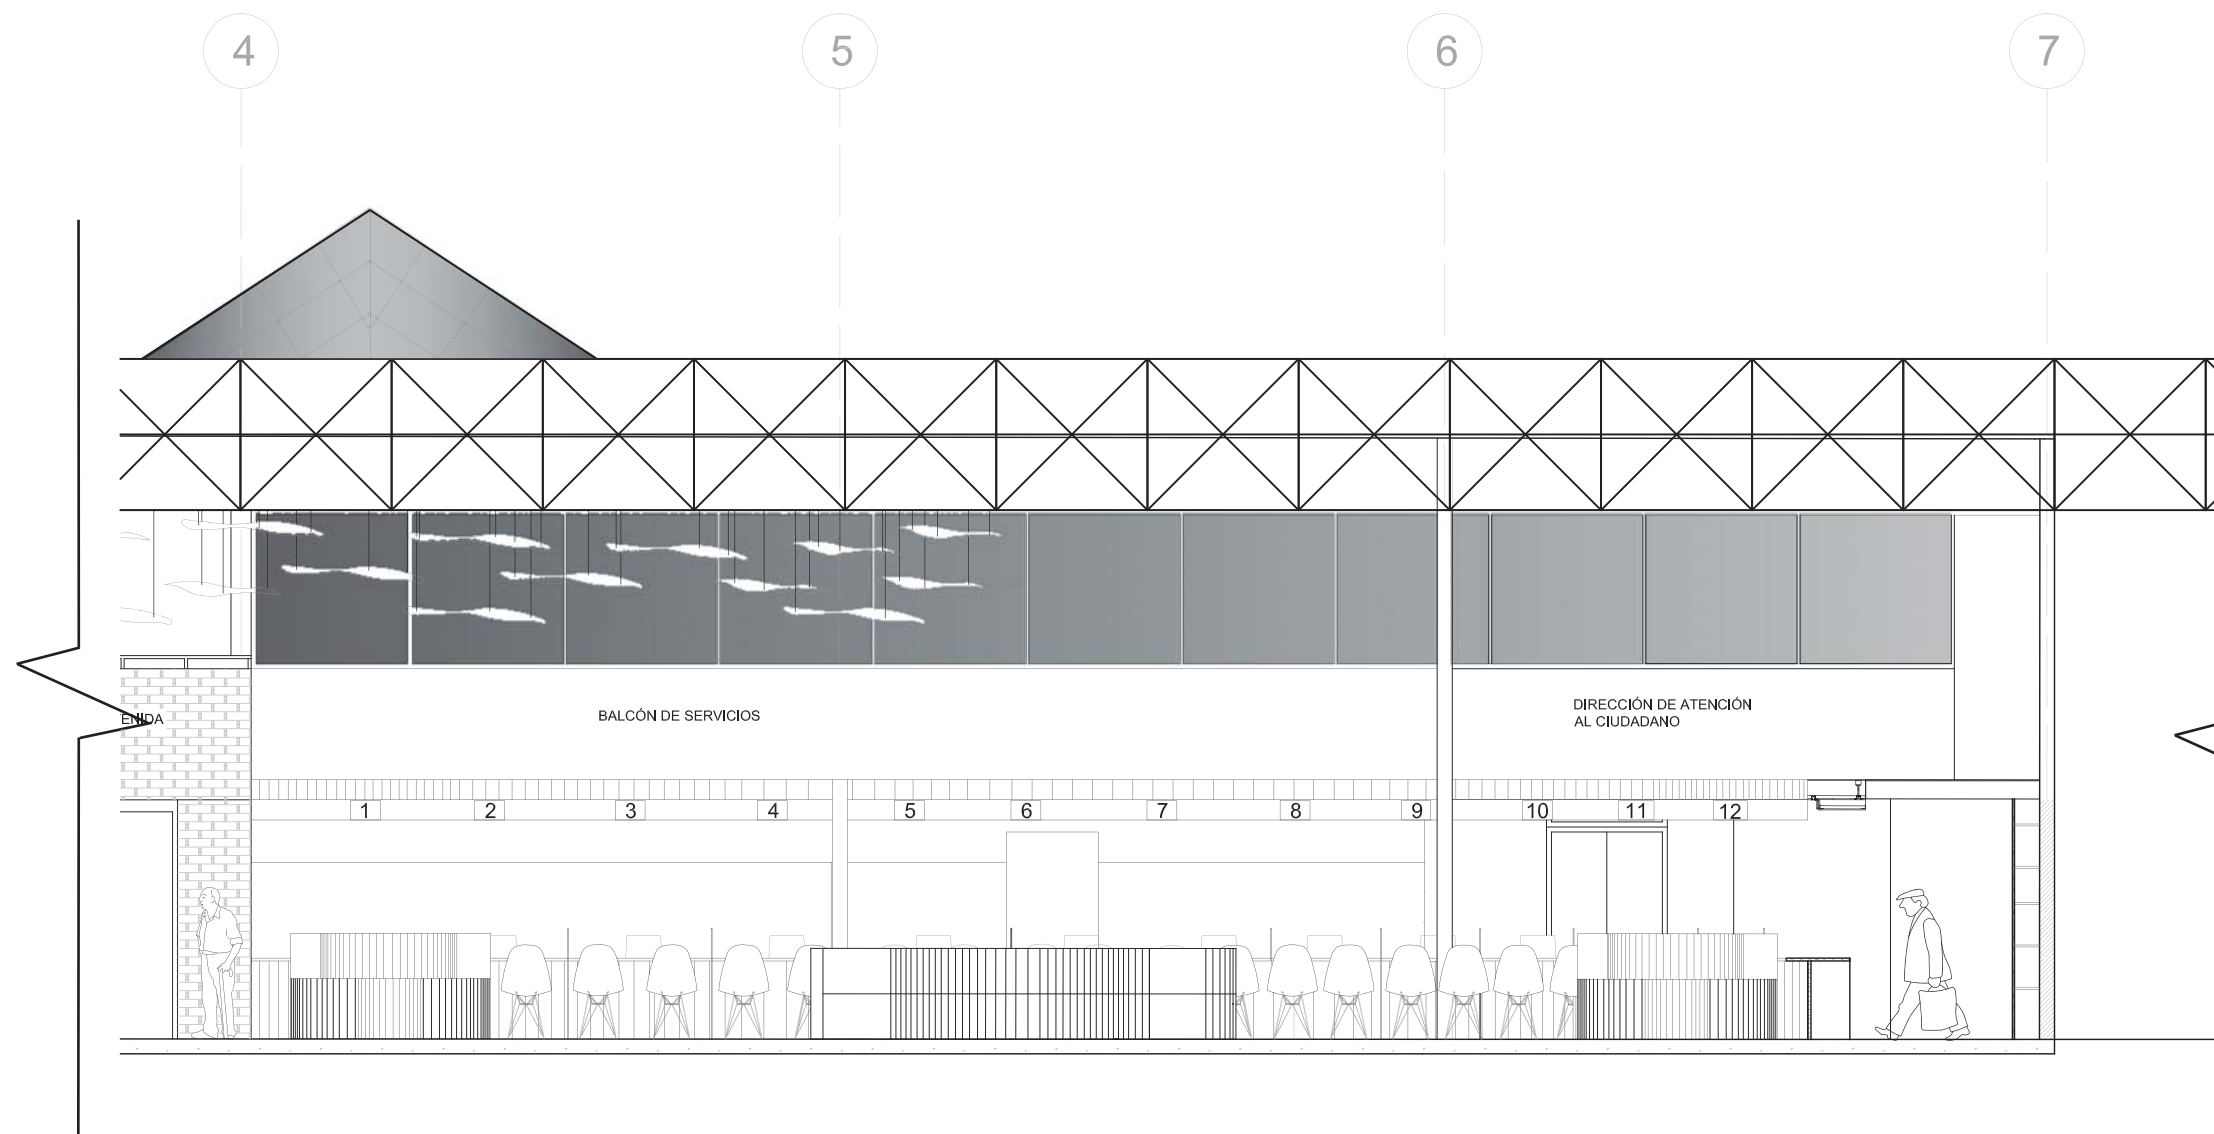 4 5 6 7
ENIDA
BALCÓN DE SERVICIOS
DIRECCIÓN DE ATENCIÓN
AL CIUDADANO
1 2 3 4 5 6 7 8 9 10 11 12